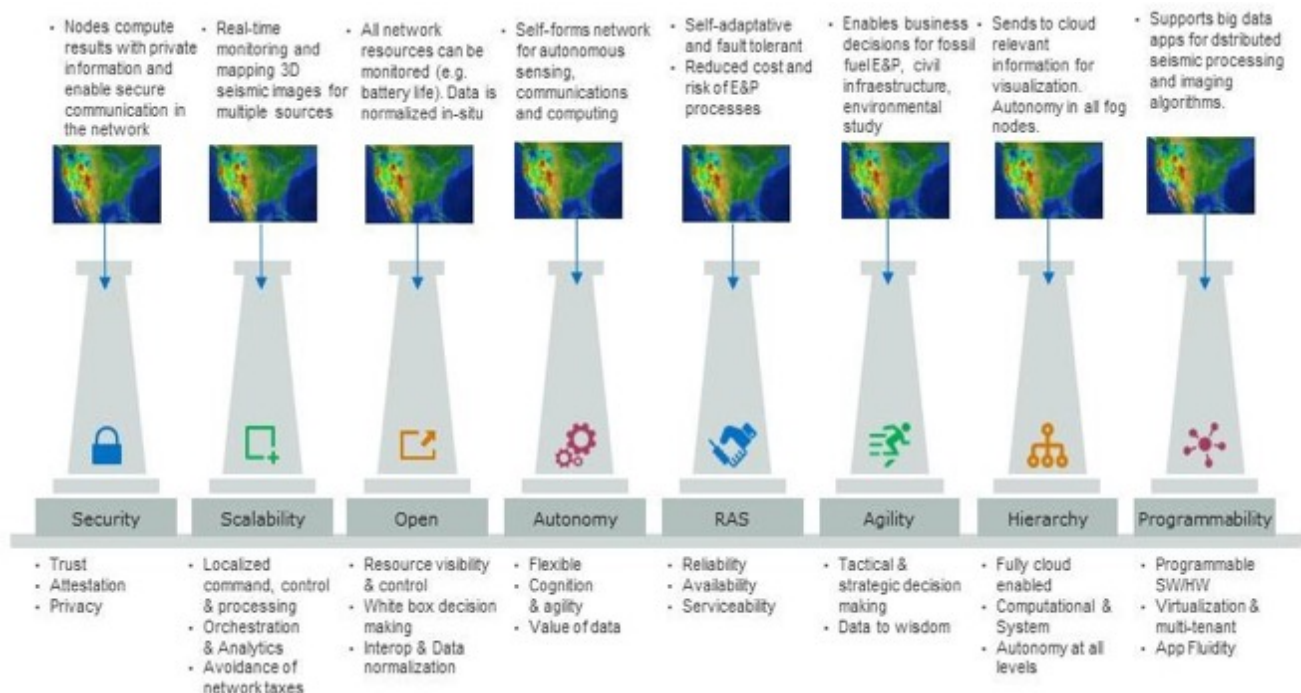 • Nodes compute
results with private
information and
enable secure
communication in
the network
• Real-time
monitoring and
mapping 3D
seismic images for
multiple sources
• All network
resources can be
monitored (e.g.
battery life). Data is
normalized in-situ
• Self-forms network
for autonomous
sensing,
communications
and computing
• Self-adaptative
and fault tolerant
• Reduced cost and
risk of E&P
processes
• Enables business
decisions for fossil
fuel E&P, civil
infraestructure,
environmental
study
• Sends to cloud
relevant
information for
visualization.
Autonomy in all fog
nodes.
• Supports big data
apps for dstributed
seismic processing
and imaging
algorithms.
Security
Scalability
Open
Autonomy
RAS
Agility
Hierarchy
Programmability
• Trust
• Attestation
• Privacy
• Localized
command, control
& processing
• Orchestration
& Analytics
• Avoidance of
network taxes
• Resource visibility
& control
• White box decision
making
• Interop & Data
normalization
• Flexible
• Cognition
& agility
• Value of data
• Reliability
• Availability
• Serviceability
• Tactical &
strategic decision
making
• Data to wisdom
• Fully cloud
enabled
• Computational &
System
• Autonomy at all
levels
• Programmable
SW/HW
• Virtualization &
multi-tenant
• App Fluidity